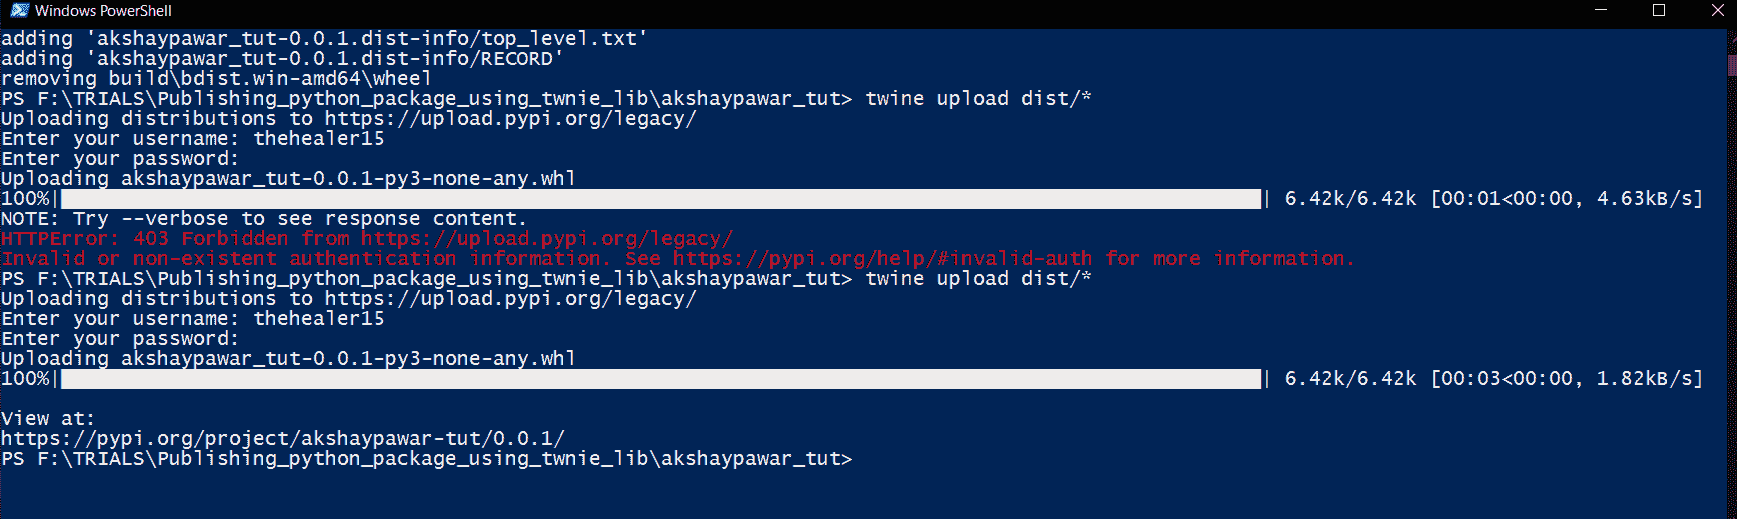 Windows PowerShell
adding 'akshaypawar_tut-0.0.1.dist-info/top_level.txt'
adding 'akshaypawar_tut-0.0.1.dist-info/RECORD'
removing build\bdist.win-amd64\wheel
PS F:\TRIALS\Publishing_python_package_using_twnie_lib\akshaypawar_tut> twine upload dist/*
Uploading distributions to https://upload.pypi.org/legacy/
Enter your username: thehealer15
Enter your password:
Uploading akshaypawar_tut-0.0.1-py3-none-any.whl
100%| | 6.42k/6.42k [00:01<00:00, 4.63kB/s]
NOTE: Try --verbose to see response content.
HTTPError: 403 Forbidden from https://upload.pypi.org/legacy/
Invalid or non-existent authentication information. See https://pypi.org/help/#invalid-auth for more information.
PS F:\TRIALS\Publishing_python_package_using_twnie_lib\akshaypawar_tut> twine upload dist/*
Uploading distributions to https://upload.pypi.org/legacy/
Enter your username: thehealer15
Enter your password:
Uploading akshaypawar_tut-0.0.1-py3-none-any.whl
100%| | 6.42k/6.42k [00:03<00:00, 1.82kB/s]
View at:
https://pypi.org/project/akshaypawar-tut/0.0.1/
PS F:\TRIALS\Publishing_python_package_using_twnie_lib\akshaypawar_tut>